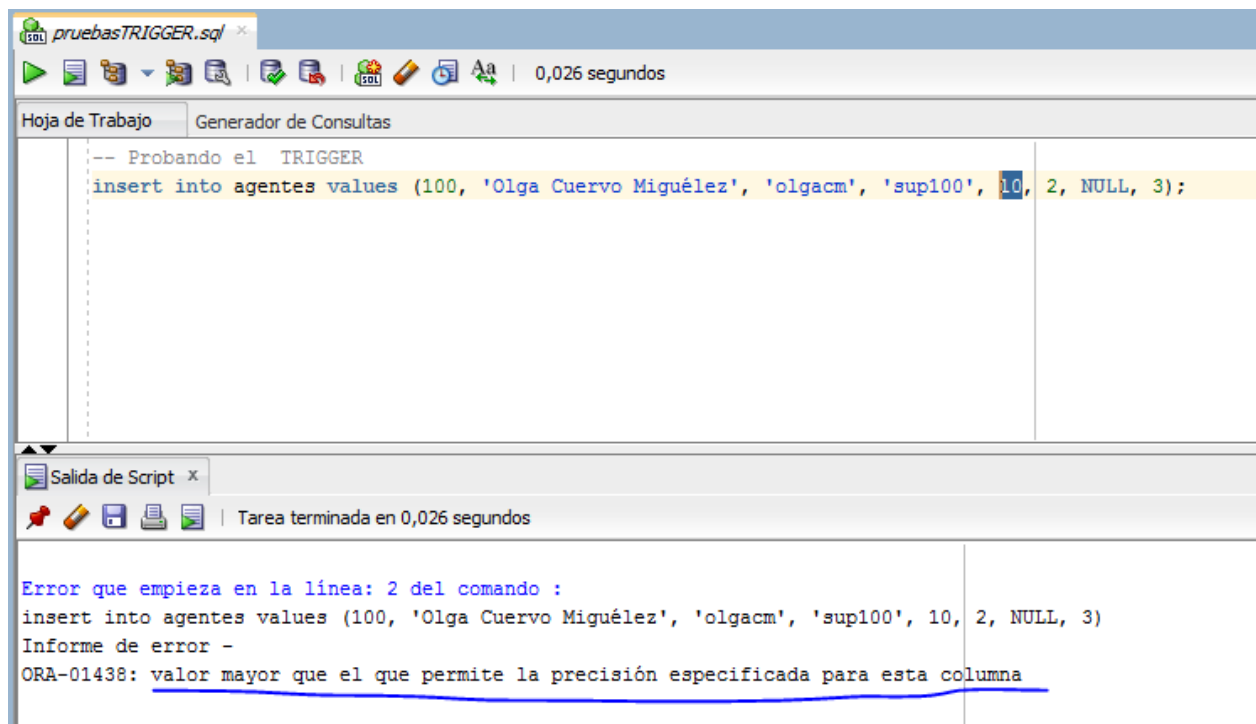 pruebasTRIGGER.sql
0,026 segundos
Hoja de Trabajo Generador de Consultas
-- Probando el TRIGGER
insert into agentes values (100, 'Olga Cuervo Miguélez', 'olgacm', 'sup100', 10, 2, NULL, 3);
Salida de Script x
Tarea terminada en 0,026 segundos
Error que empieza en la línea: 2 del comando :
insert into agentes values (100, 'Olga Cuervo Miguélez', 'olgacm', 'sup100', 10, 2, NULL, 3)
Informe de error -
ORA-01438: valor mayor que el que permite la precisión especificada para esta columna